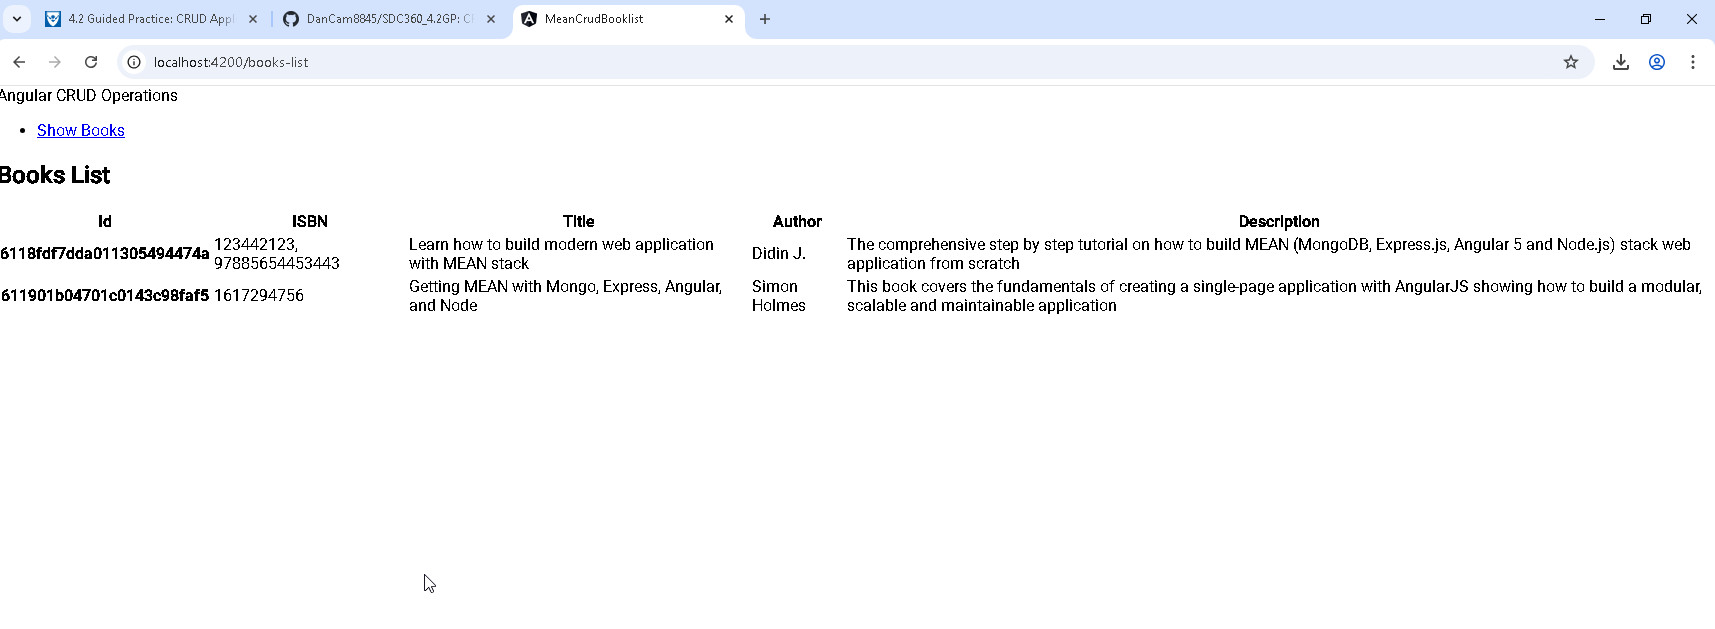 4.2 Guided Practice: CRUD Appl
DanCam8845/SDC360_4.2GP: C
MeanCrudBooklist
localhost:4200/books-list
Angular CRUD Operations
Show Books
Books List
Id ISBN Title Author Description
6118fdf7dda011305494474a 123442123, 97885654453443 Learn how to build modern web application with MEAN stack Didin J. The comprehensive step by step tutorial on how to build MEAN (MongoDB, Express.js, Angular 5 and Node.js) stack web application from scratch
611901b04701c0143c98faf5 1617294756 Getting MEAN with Mongo, Express, Angular, and Node Simon Holmes This book covers the fundamentals of creating a single-page application with AngularJS showing how to build a modular, scalable and maintainable application